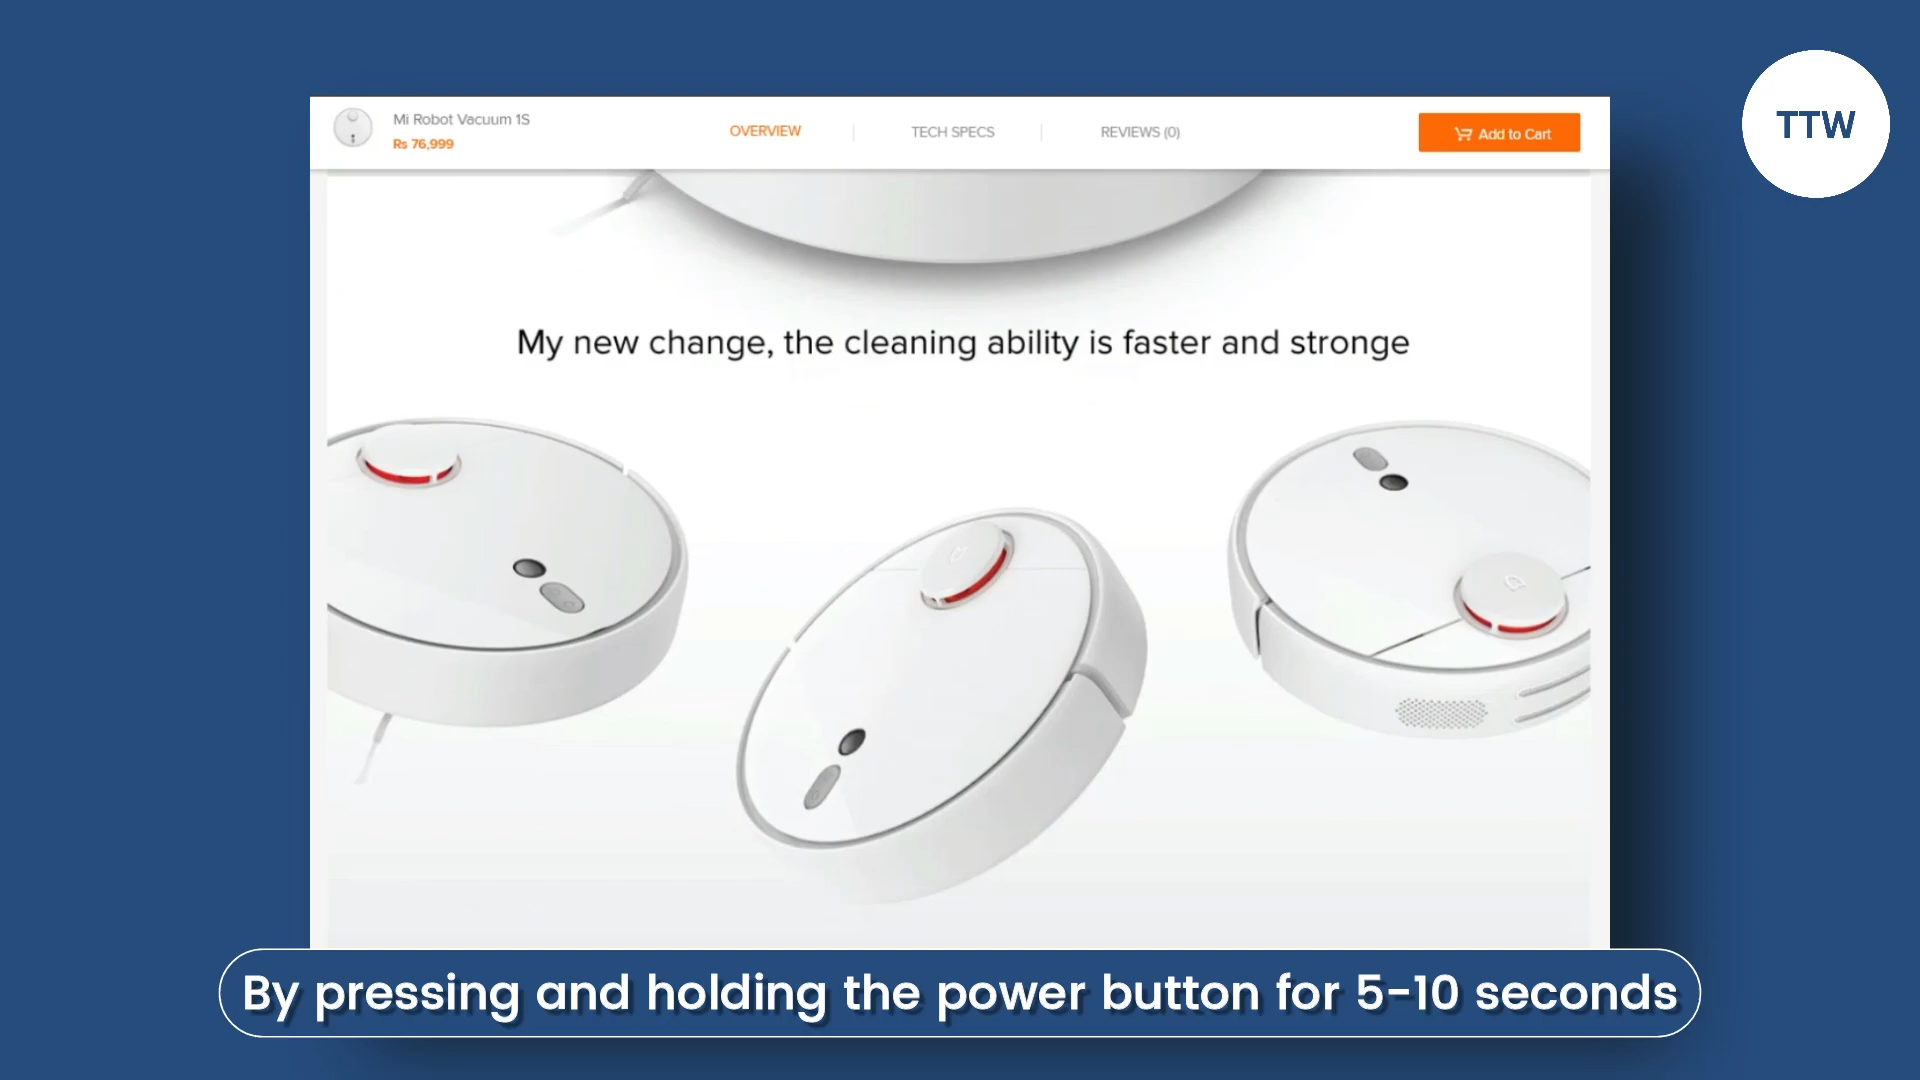 Mi Robot Vacuum 1S
Rs 76,999
OVERVIEW
TECH SPECS
REVIEWS (0)
Add to Cart
TTW
My new change, the cleaning ability is faster and stronge
By pressing and holding the power button for 5-10 seconds